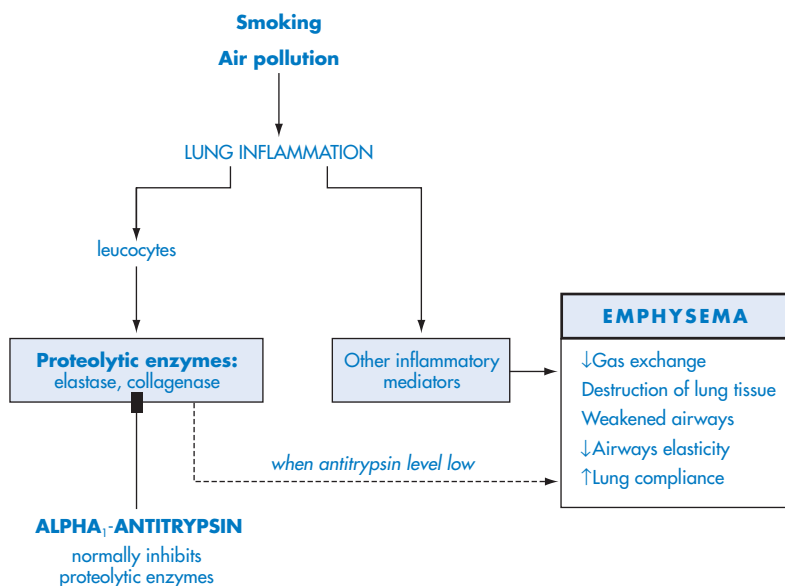 Smoking
Air pollution
LUNG INFLAMMATION
leucocytes
Proteolytic enzymes:
elastase, collagenase
Other inflammatory
mediators
EMPHYSEMA
↓Gas exchange
Destruction of lung tissue
Weakened airways
↓Airways elasticity
↑Lung compliance
when antitrypsin level low
ALPHA₁-ANTITRYPSIN
normally inhibits
proteolytic enzymes